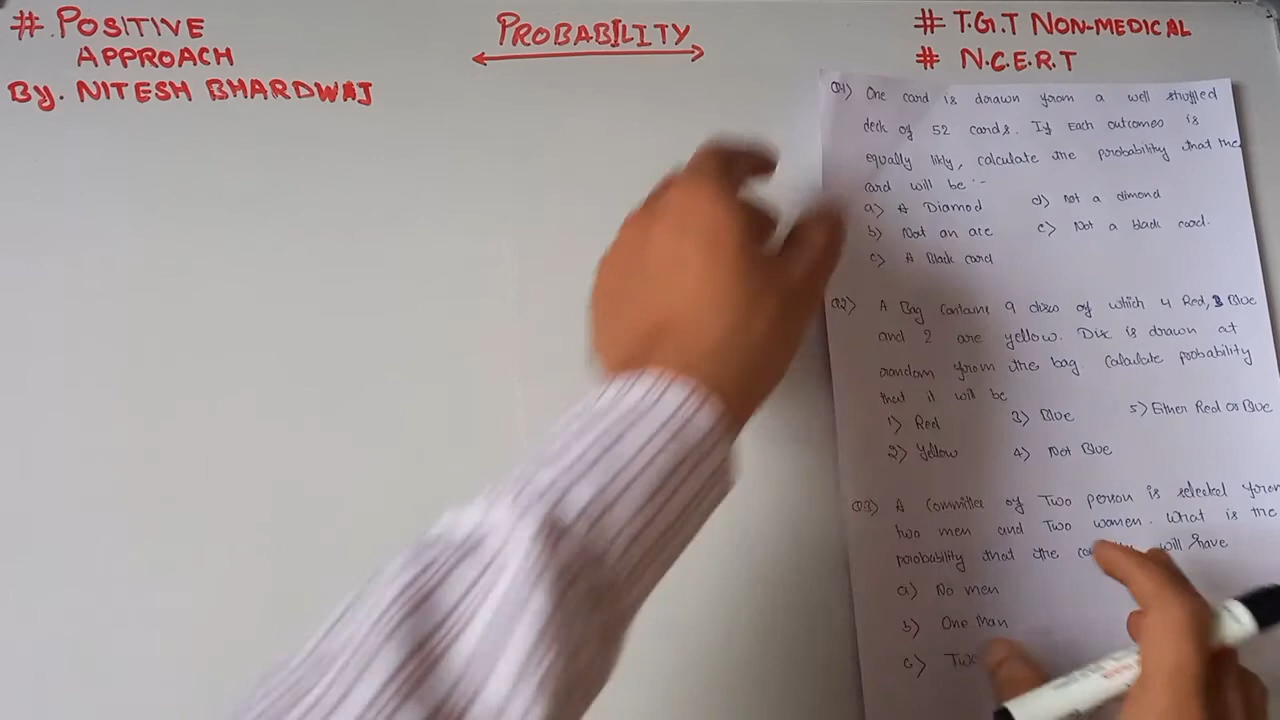 # POSITIVE
APPROACH
By. NITESH BHARDWAJ
PROBABILITY
# T.G.T NON-MEDICAL
# N.C.E.R.T
Q1) One card is drawn from a well shuffled
deck of 52 cards. If Each outcomes is
equally likly, calculate the probability that the
card will be :-
a) A Diamod
d) Not a dimond
b) Not an ace
e) Not a black card.
c) A Black card
Q2) A Bag Contains 9 discs of which 4 Red, 3 Blue
and 2 are yellow. Disc is drawn at
random from the bag. Calculate probability
that it will be
1) Red
3) Blue
5) Either Red or Blue
2) Yellow
4) Not Blue
Q3) A Committee of Two person is selected from
two men and Two women. What is the
probability that the will have
a) No men
b) One Man
c) Two